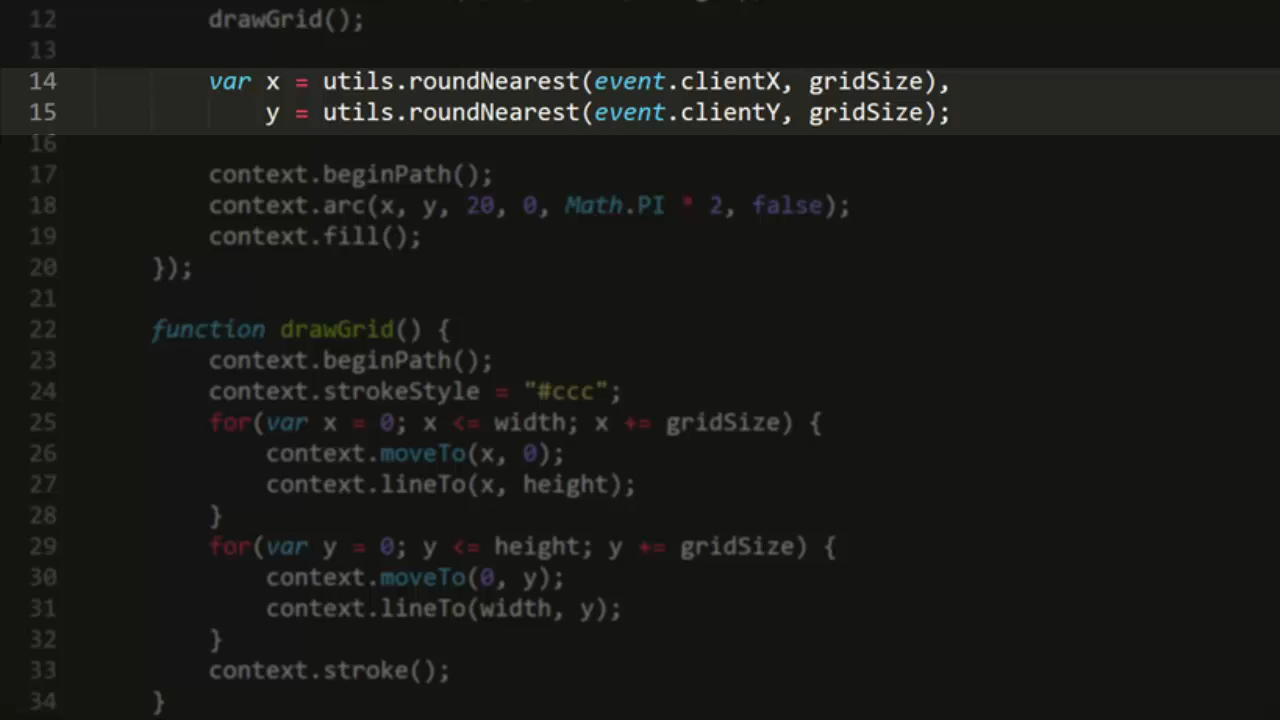 12 drawGrid();
13
14 var x = utils.roundNearest(event.clientX, gridSize),
15 y = utils.roundNearest(event.clientY, gridSize);
16
17 context.beginPath();
18 context.arc(x, y, 20, 0, Math.PI * 2, false);
19 context.fill();
20 });
21
22 function drawGrid() {
23 context.beginPath();
24 context.strokeStyle = "#ccc";
25 for(var x = 0; x <= width; x += gridSize) {
26 context.moveTo(x, 0);
27 context.lineTo(x, height);
28 }
29 for(var y = 0; y <= height; y += gridSize) {
30 context.moveTo(0, y);
31 context.lineTo(width, y);
32 }
33 context.stroke();
34 }